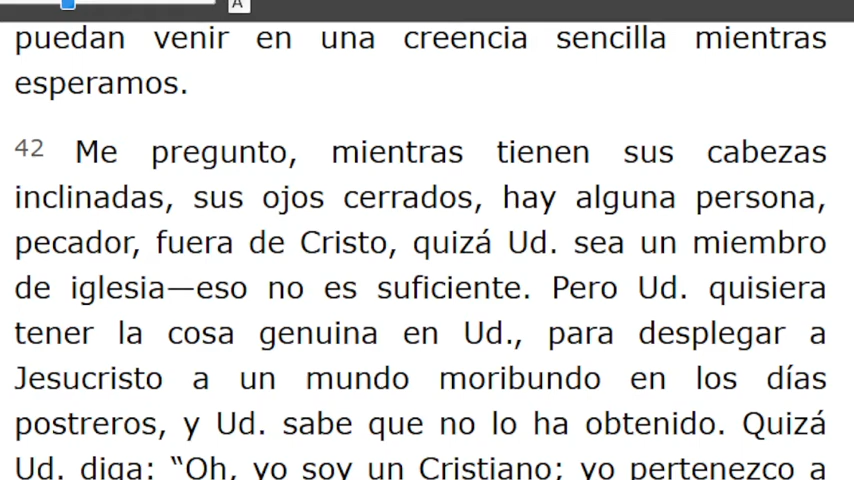 A
puedan venir en una creencia sencilla mientras
esperamos.
42 Me pregunto, mientras tienen sus cabezas
inclinadas, sus ojos cerrados, hay alguna persona,
pecador, fuera de Cristo, quizá Ud. sea un miembro
de iglesia—eso no es suficiente. Pero Ud. quisiera
tener la cosa genuina en Ud., para desplegar a
Jesucristo a un mundo moribundo en los días
postreros, y Ud. sabe que no lo ha obtenido. Quizá
Ud. diga: “Oh, yo soy un Cristiano; yo pertenezco a